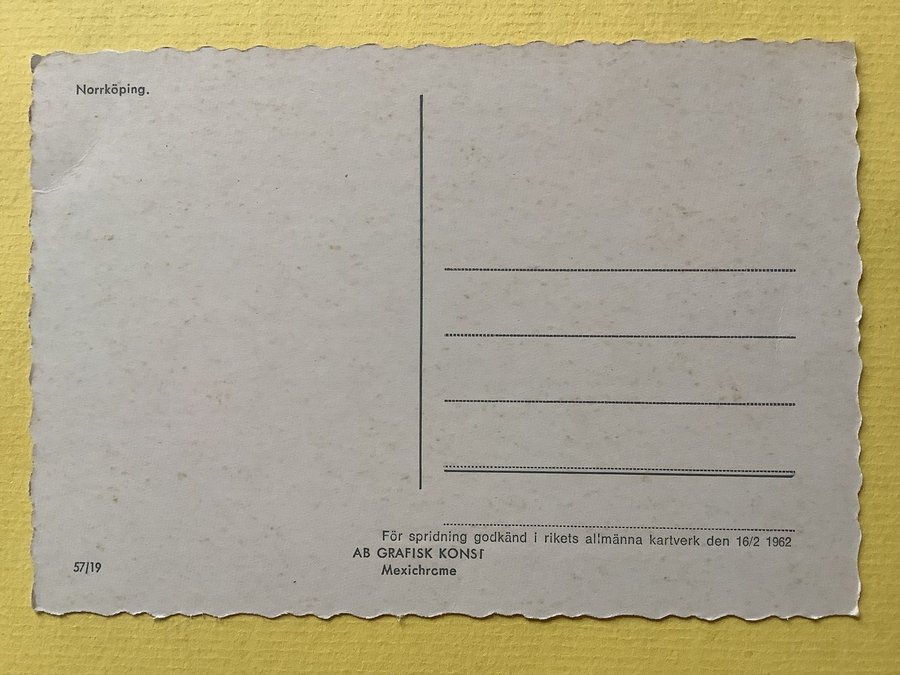 Norrköping.
För spridning godkänd i rikets allmänna kartverk den 16/2 1962
AB GRAFISK KONST
Mexichrome
57/19